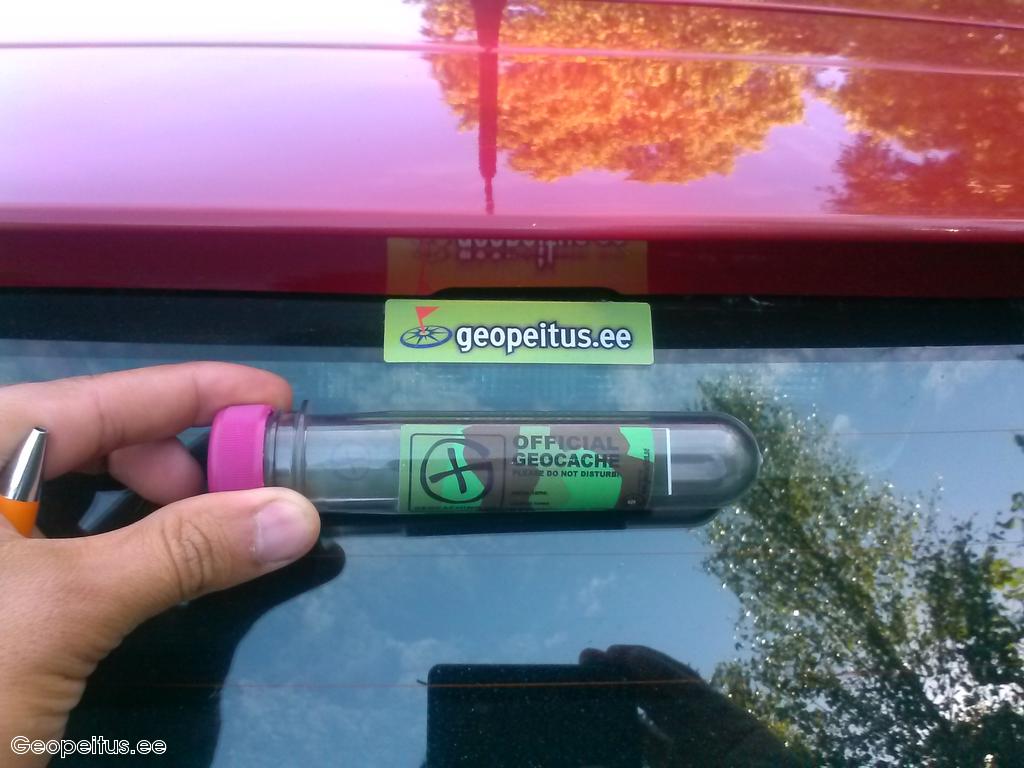 geopeitus.ee
OFFICIAL
GEOCACHE
PLEASE DO NOT DISTURB!
Geopeitus.ee